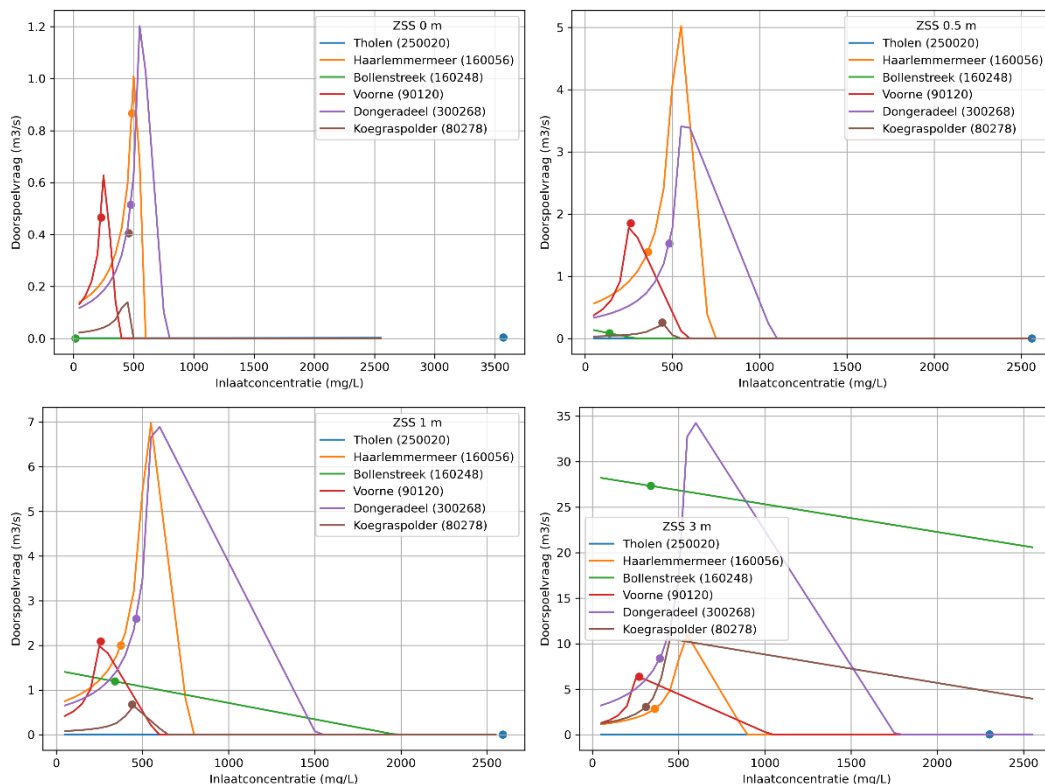 ZSS 0 m
Tholen (250020)
Haarlemmermeer (160056)
Bollenstreek (160248)
Voorne (90120)
Dongeradeel (300268)
Koegraspolder (80278)
Doorspoelvraag (m3/s)
1.2
1.0
0.8
0.6
0.4
0.2
0.0
0 500 1000 1500 2000 2500 3000 3500
Inlaatconcentratie (mg/L)
ZSS 0.5 m
Tholen (250020)
Haarlemmermeer (160056)
Bollenstreek (160248)
Voorne (90120)
Dongeradeel (300268)
Koegraspolder (80278)
Doorspoelvraag (m3/s)
5
4
3
2
1
0
0 500 1000 1500 2000 2500
Inlaatconcentratie (mg/L)
ZSS 1 m
Tholen (250020)
Haarlemmermeer (160056)
Bollenstreek (160248)
Voorne (90120)
Dongeradeel (300268)
Koegraspolder (80278)
Doorspoelvraag (m3/s)
7
6
5
4
3
2
1
0
0 500 1000 1500 2000 2500
Inlaatconcentratie (mg/L)
ZSS 3 m
Tholen (250020)
Haarlemmermeer (160056)
Bollenstreek (160248)
Voorne (90120)
Dongeradeel (300268)
Koegraspolder (80278)
Doorspoelvraag (m3/s)
35
30
25
20
15
10
5
0
0 500 1000 1500 2000 2500
Inlaatconcentratie (mg/L)